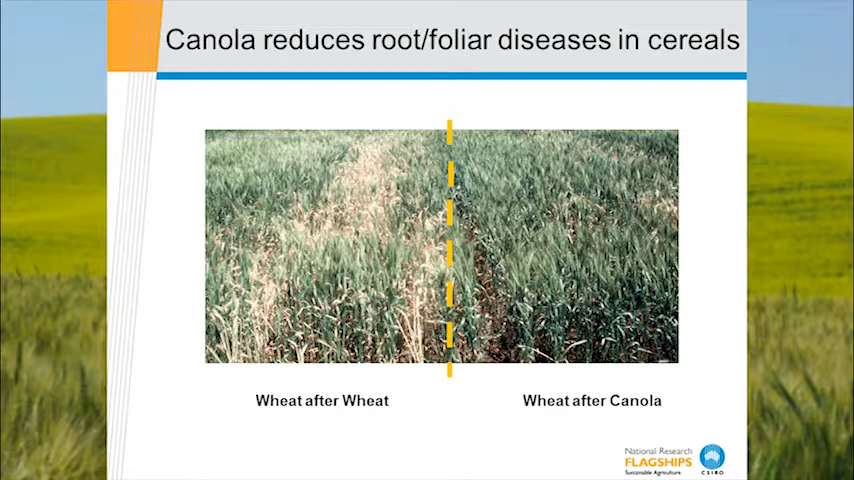 Canola reduces root/foliar diseases in cereals
Wheat after Wheat
Wheat after Canola
National Research
FLAGSHIPS
Sustainable Agriculture
CSIRO